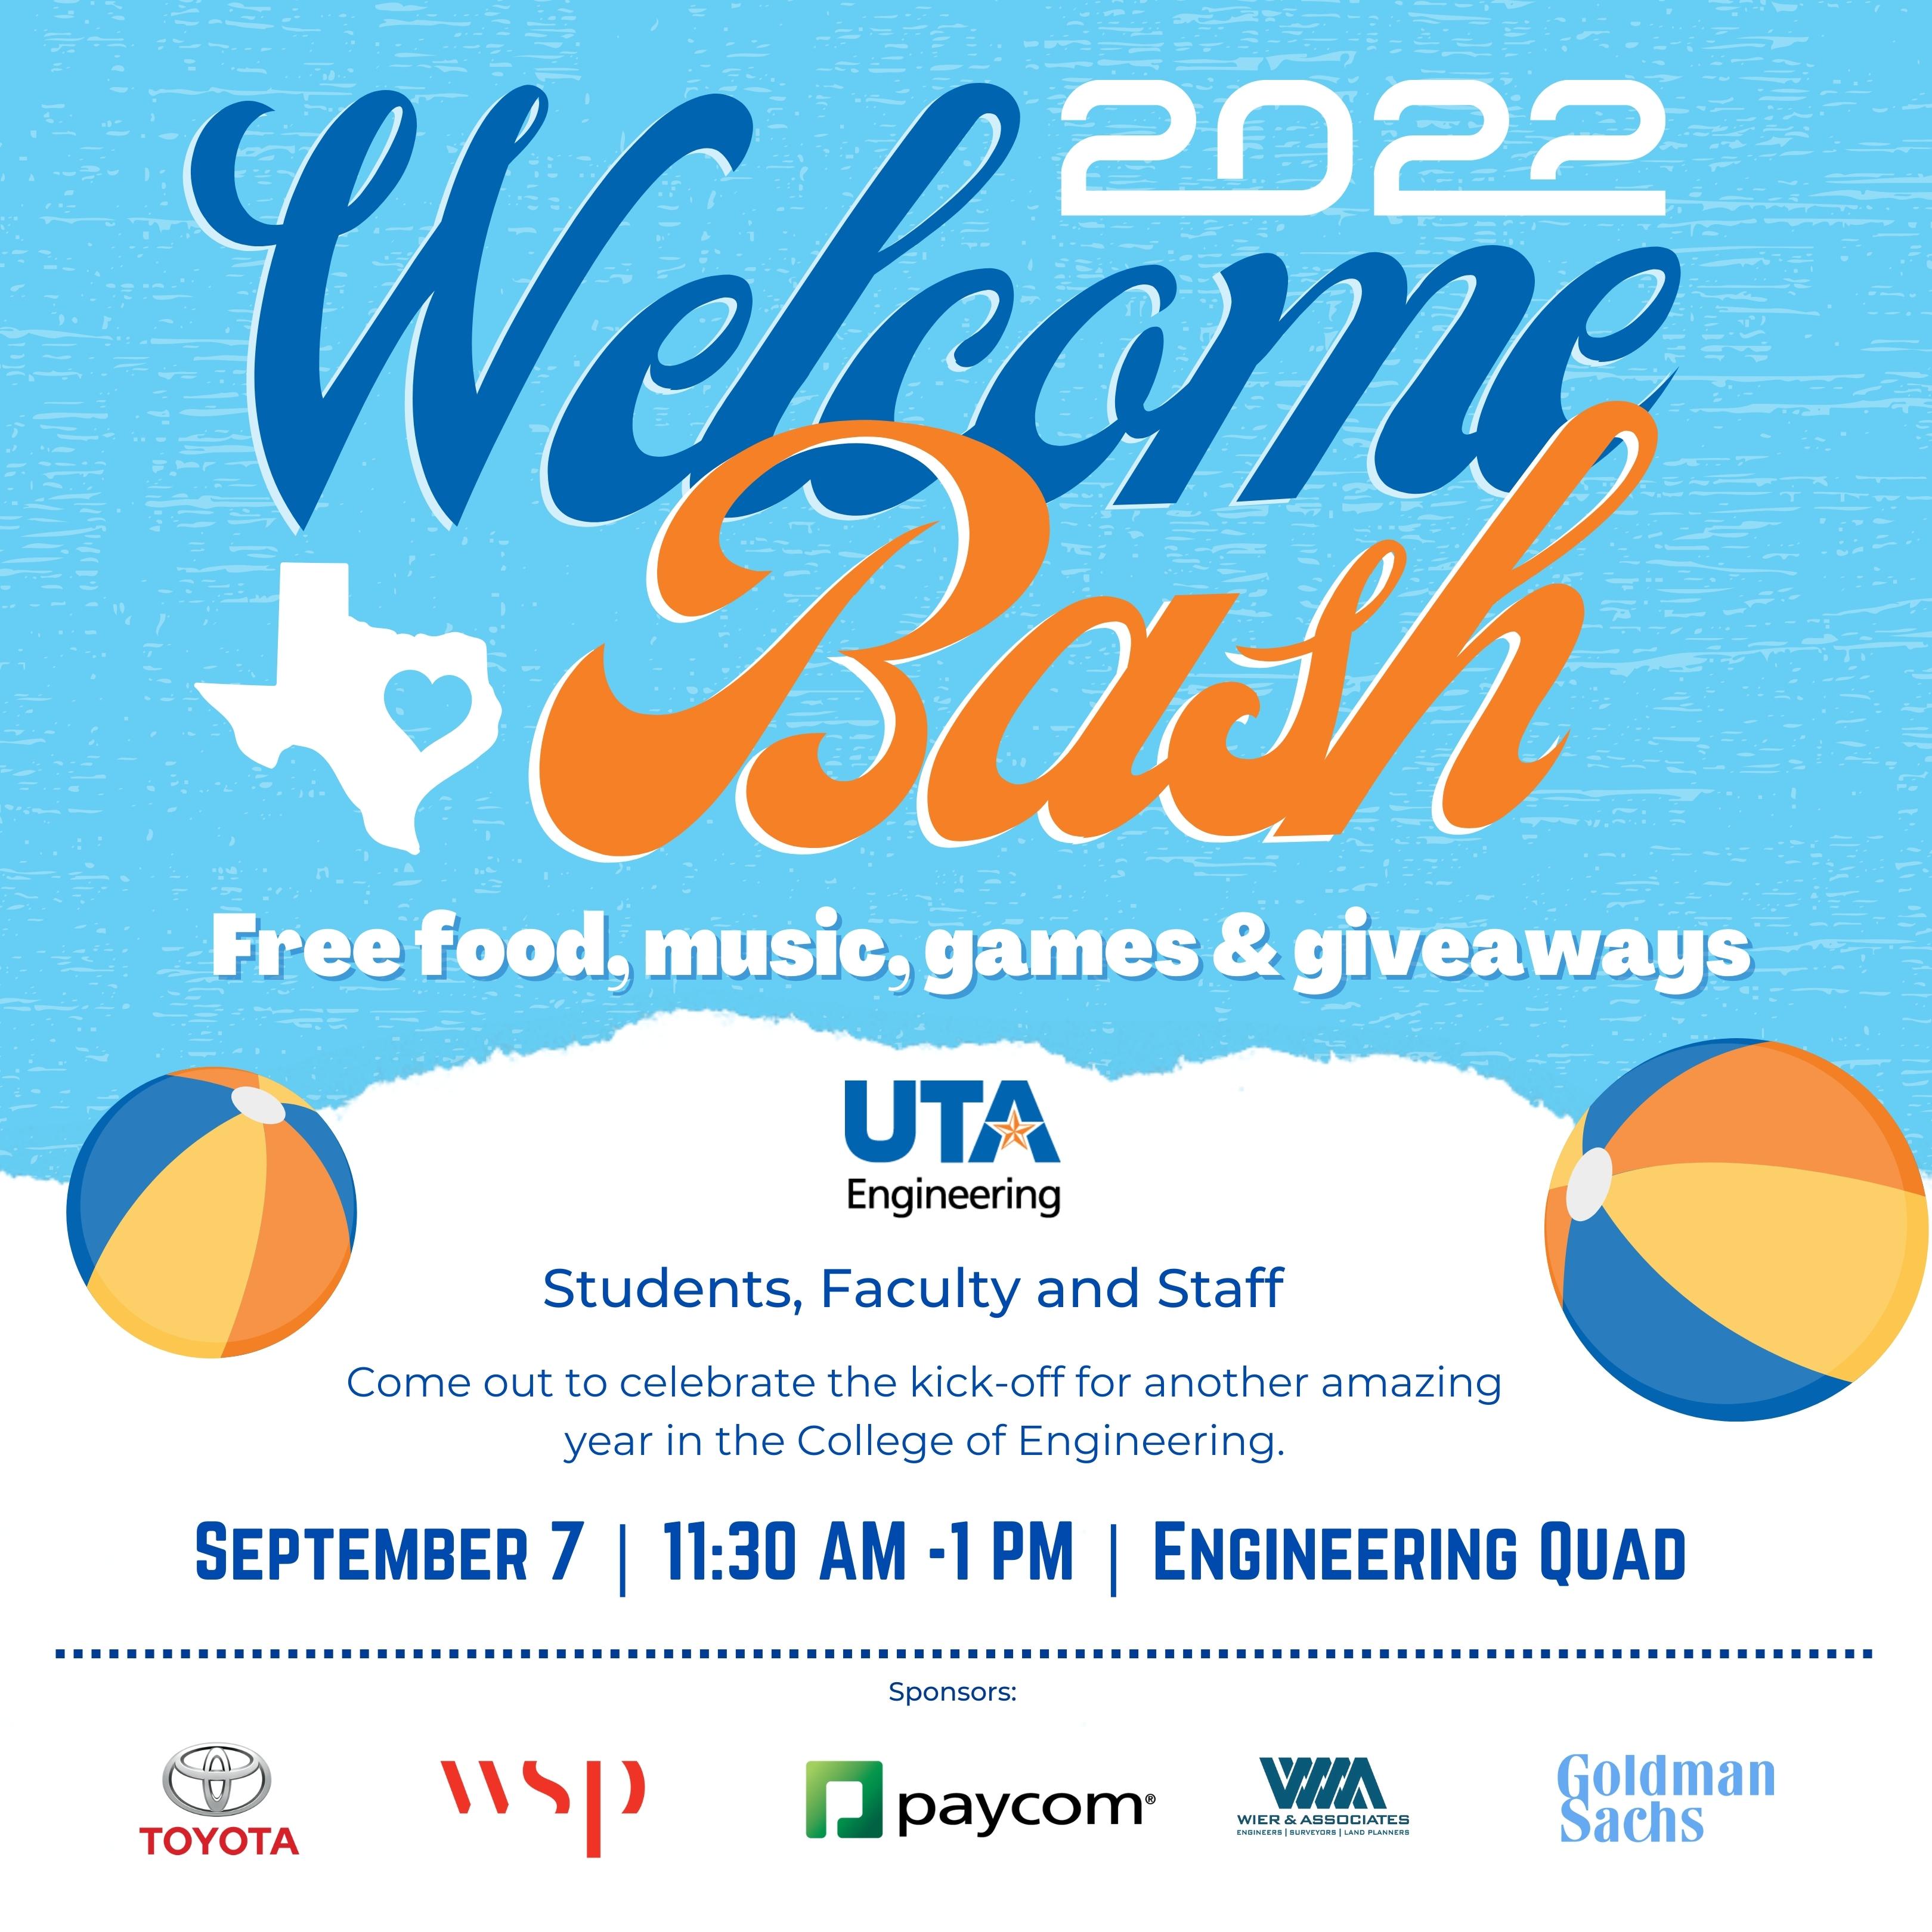 2022
Welcome
Bash
Free food, music, games & giveaways
UTA
Engineering
Students, Faculty and Staff
Come out to celebrate the kick-off for another amazing
year in the College of Engineering.
September 7 | 11:30 AM -1 PM | Engineering Quad
Sponsors:
TOYOTA
wsp
paycom®
WIER & ASSOCIATES
ENGINEERS | SURVEYORS | LAND PLANNERS
Goldman
Sachs